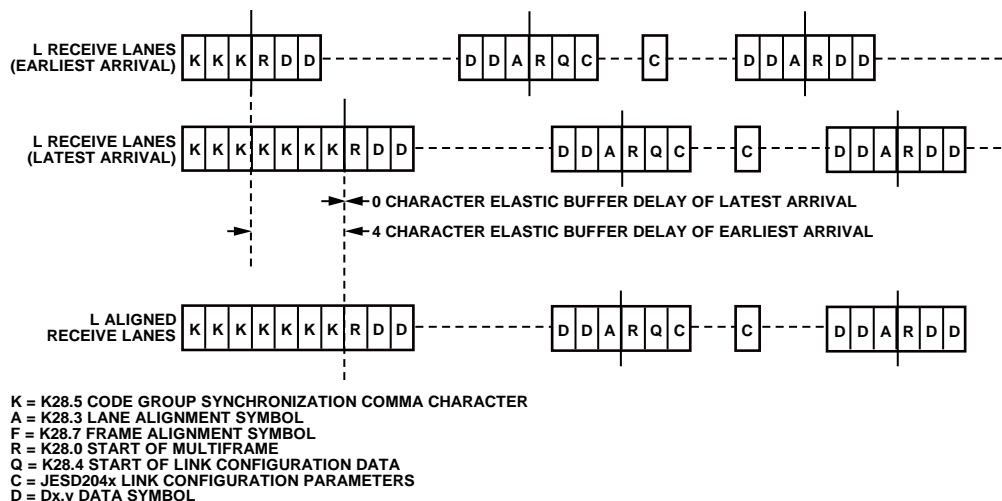 L RECEIVE LANES
(EARLIEST ARRIVAL)
K K K R D D
D D A R Q C
C
D D A R D D
L RECEIVE LANES
(LATEST ARRIVAL)
K K K K K K K R D D
D D A R Q C
C
D D A R D D
0 CHARACTER ELASTIC BUFFER DELAY OF LATEST ARRIVAL
4 CHARACTER ELASTIC BUFFER DELAY OF EARLIEST ARRIVAL
L ALIGNED
RECEIVE LANES
K K K K K K K R D D
D D A R Q C
C
D D A R D D
K = K28.5 CODE GROUP SYNCHRONIZATION COMMA CHARACTER
A = K28.3 LANE ALIGNMENT SYMBOL
F = K28.7 FRAME ALIGNMENT SYMBOL
R = K28.0 START OF MULTIFRAME
Q = K28.4 START OF LINK CONFIGURATION DATA
C = JESD204x LINK CONFIGURATION PARAMETERS
D = Dx.y DATA SYMBOL